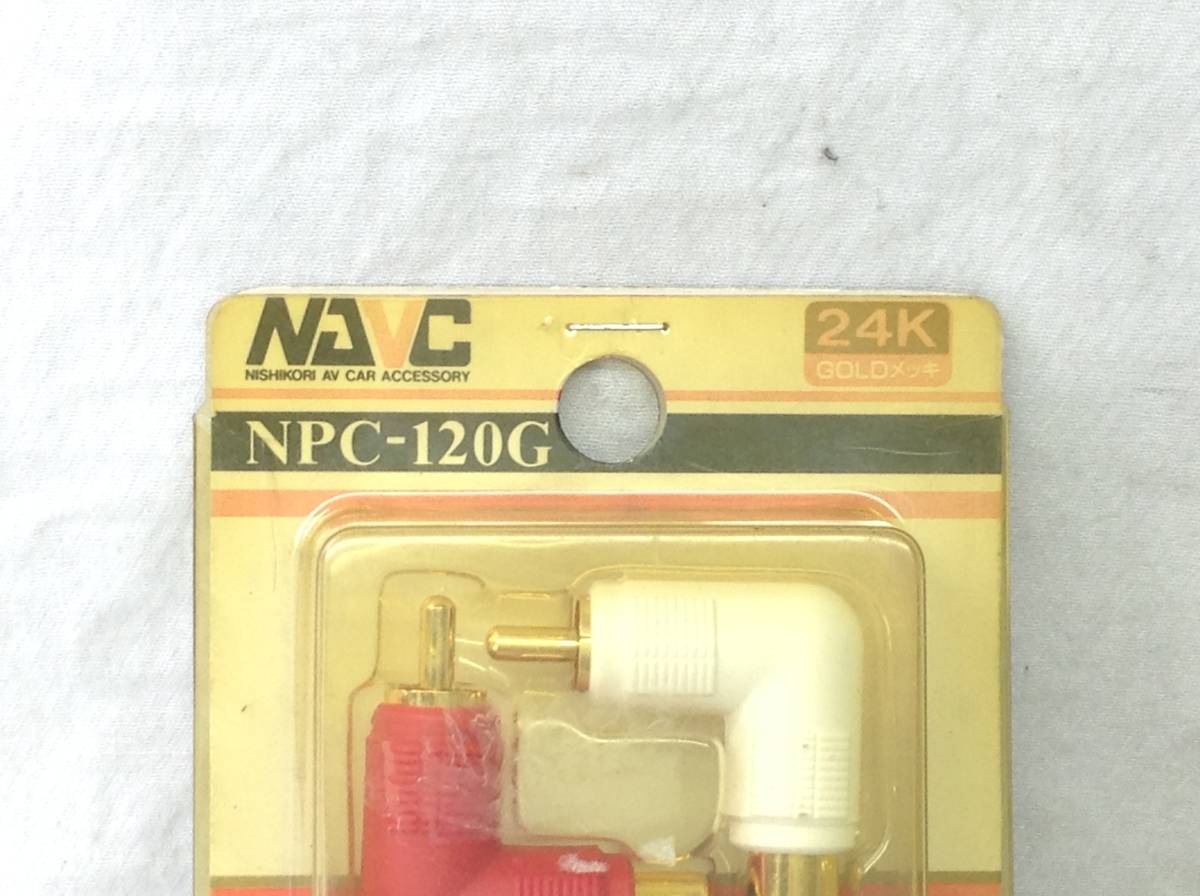 NAVC
NISHIKORI AV CAR ACCESSORY
24K
GOLDメッキ
NPC-120G